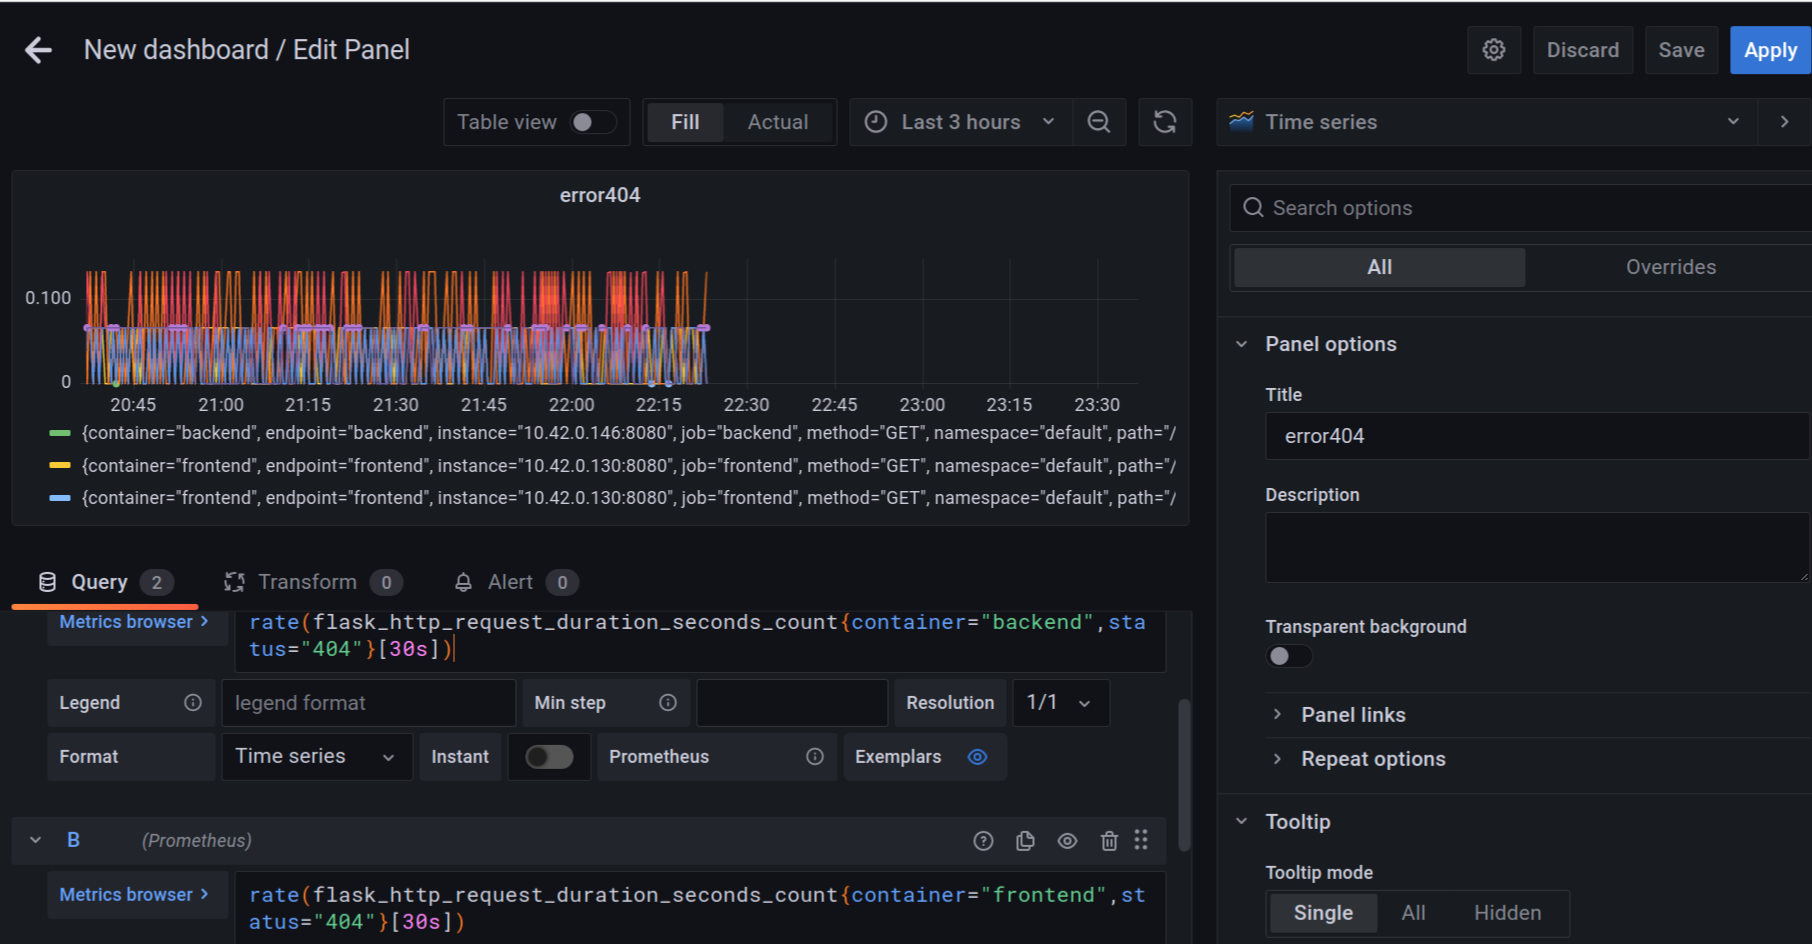 New dashboard / Edit Panel
Discard
Save
Apply
Table view
Fill
Actual
Last 3 hours
Time series
error404
0.100
0
20:45
21:00
21:15
21:30
21:45
22:00
22:15
22:30
22:45
23:00
23:15
23:30
{container="backend", endpoint="backend", instance="10.42.0.146:8080", job="backend", method="GET", namespace="default", path="/
{container="frontend", endpoint="frontend", instance="10.42.0.130:8080", job="frontend", method="GET", namespace="default", path="/
{container="frontend", endpoint="frontend", instance="10.42.0.130:8080", job="frontend", method="GET", namespace="default", path="/
Query 2
Transform 0
Alert 0
Metrics browser >
rate(flask_http_request_duration_seconds_count{container="backend",sta
tus="404"}[30s])
Legend
legend format
Min step
Resolution
1/1
Format
Time series
Instant
Prometheus
Exemplars
B
(Prometheus)
Metrics browser >
rate(flask_http_request_duration_seconds_count{container="frontend",st
atus="404"}[30s])
Search options
All
Overrides
Panel options
Title
error404
Description
Transparent background
Panel links
Repeat options
Tooltip
Tooltip mode
Single
All
Hidden